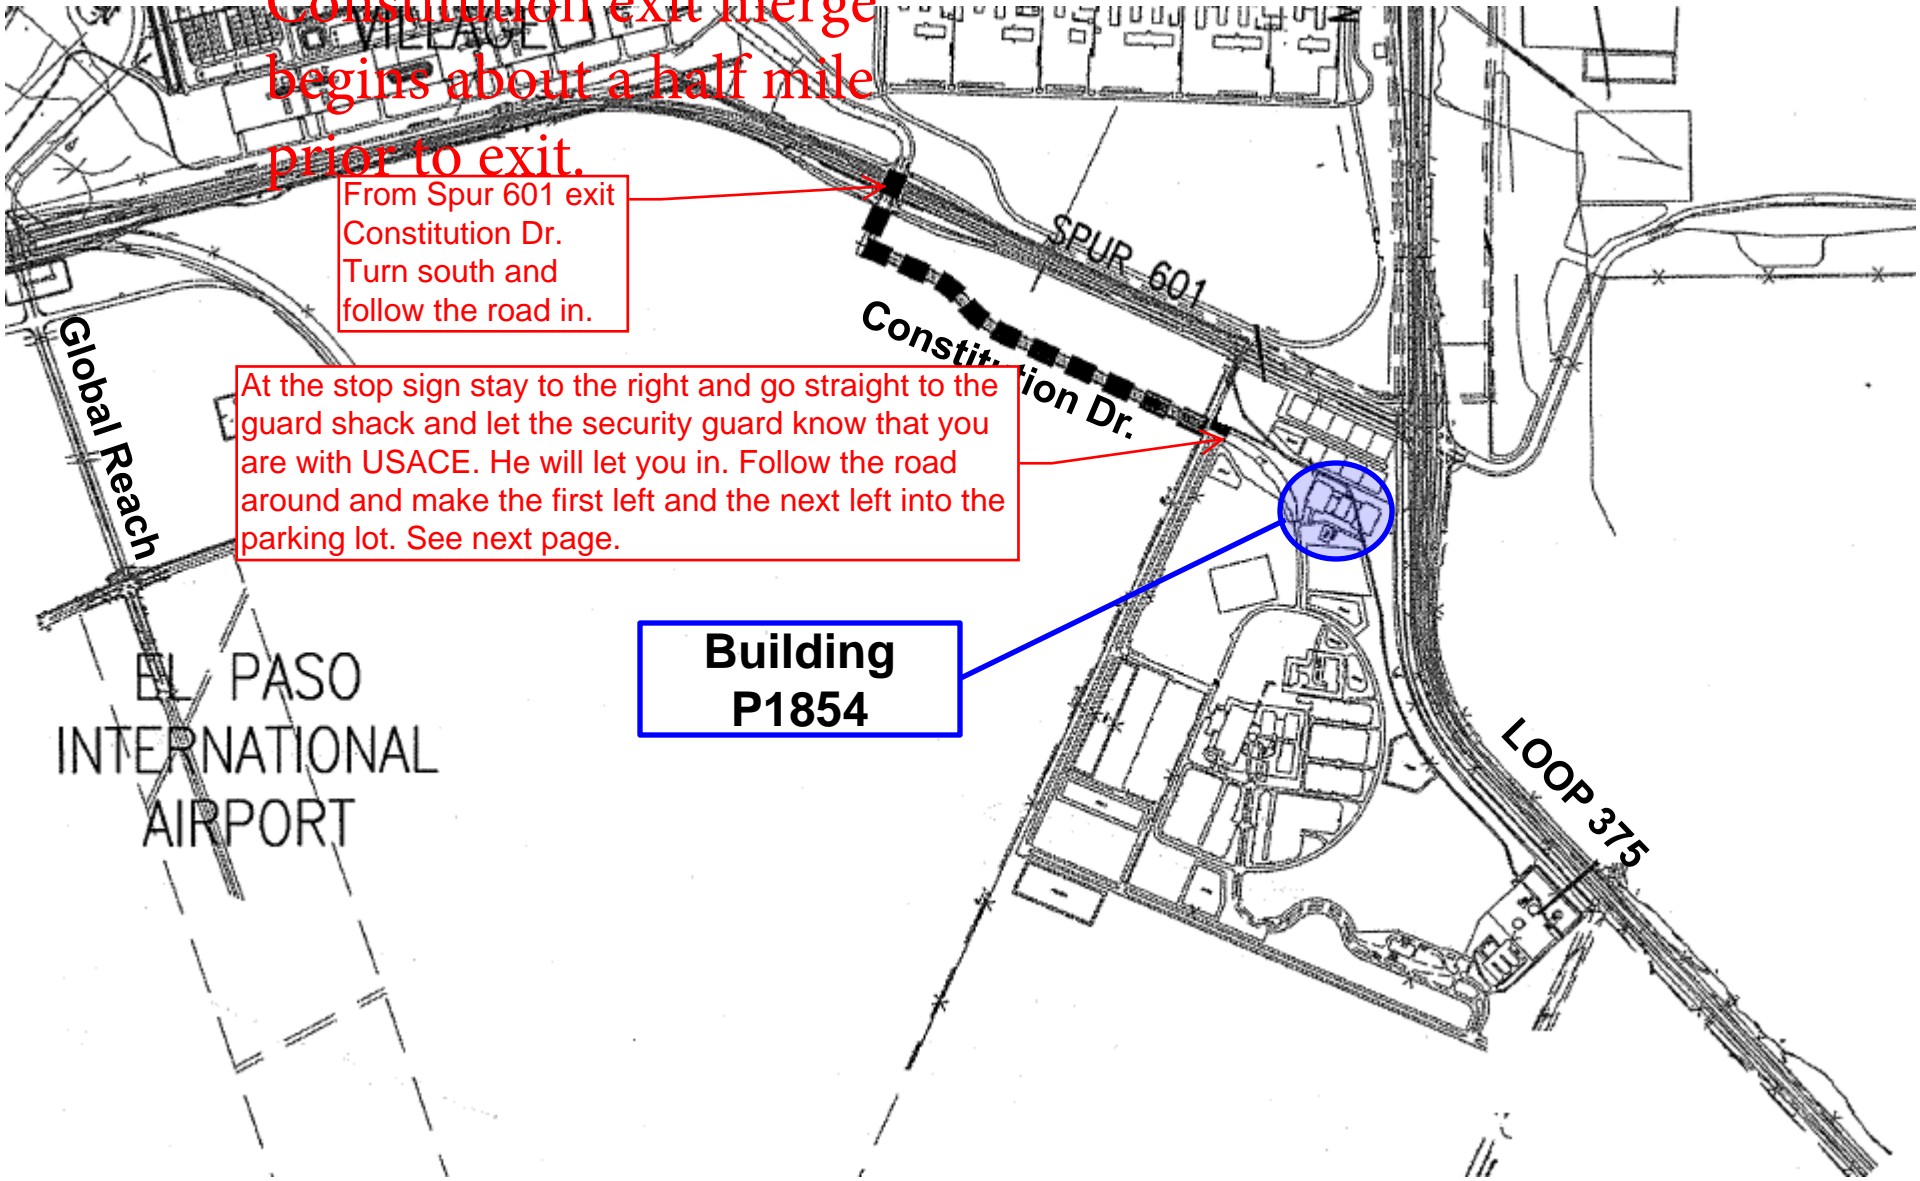 Constitution exit merge
begins about a half mile
prior to exit.
VILLAGE
From Spur 601 exit
Constitution Dr.
Turn south and
follow the road in.
SPUR 601
Constitution Dr.
Global Reach
At the stop sign stay to the right and go straight to the
guard shack and let the security guard know that you
are with USACE. He will let you in. Follow the road
around and make the first left and the next left into the
parking lot. See next page.
Building
P1854
EL PASO
INTERNATIONAL
AIRPORT
LOOP 375